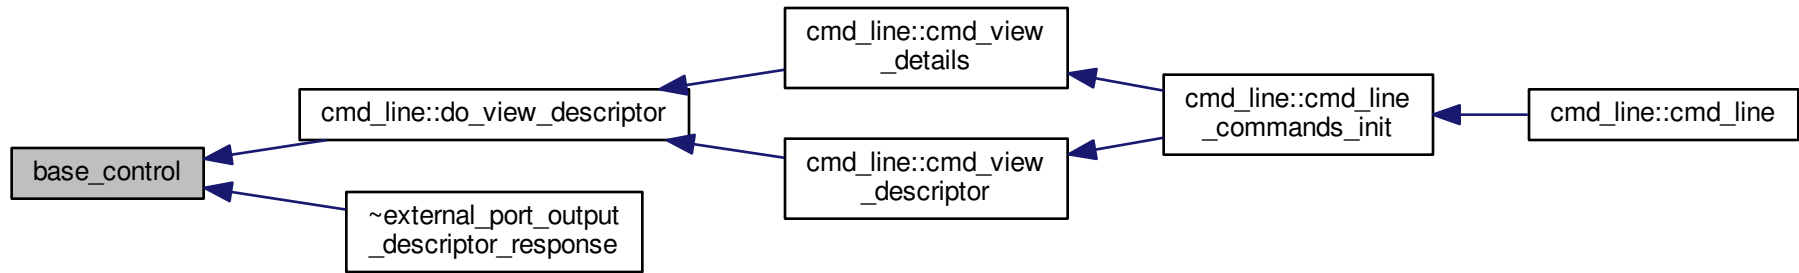 base_control
cmd_line::do_view_descriptor
~external_port_output
_descriptor_response
cmd_line::cmd_view
_details
cmd_line::cmd_view
_descriptor
cmd_line::cmd_line
_commands_init
cmd_line::cmd_line